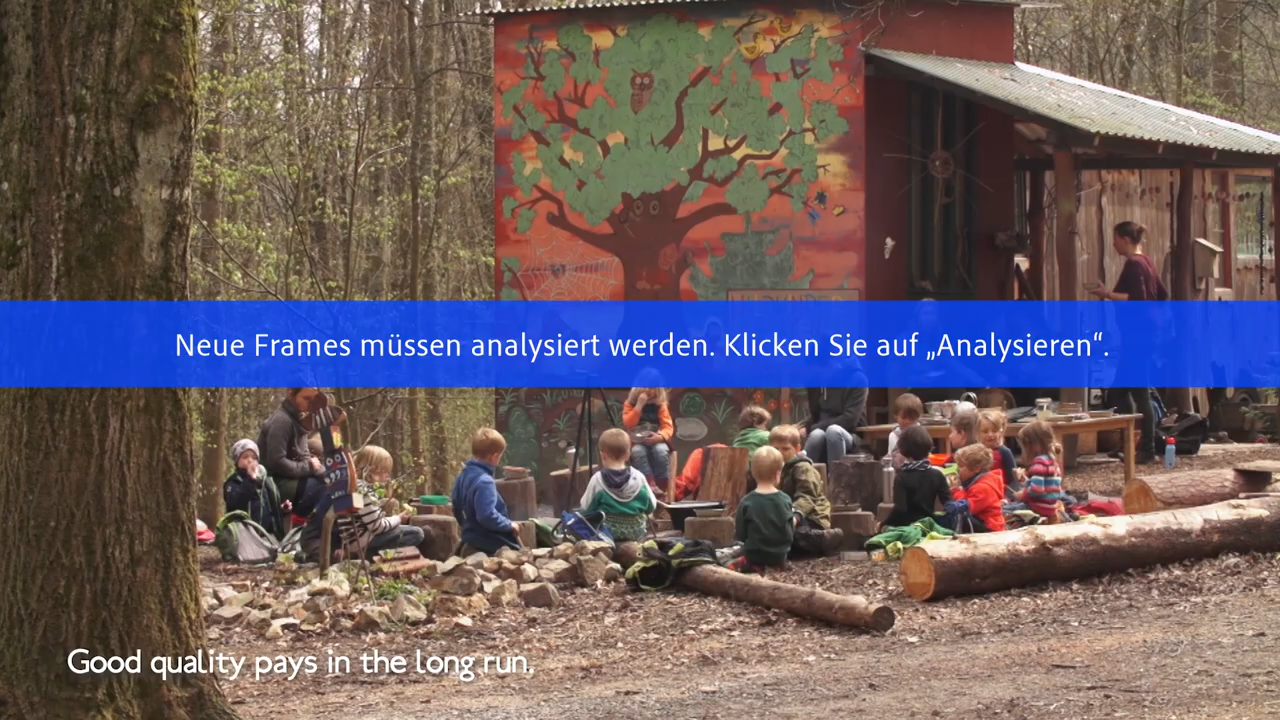 Neue Frames müssen analysiert werden. Klicken Sie auf „Analysieren“.
Good quality pays in the long run.